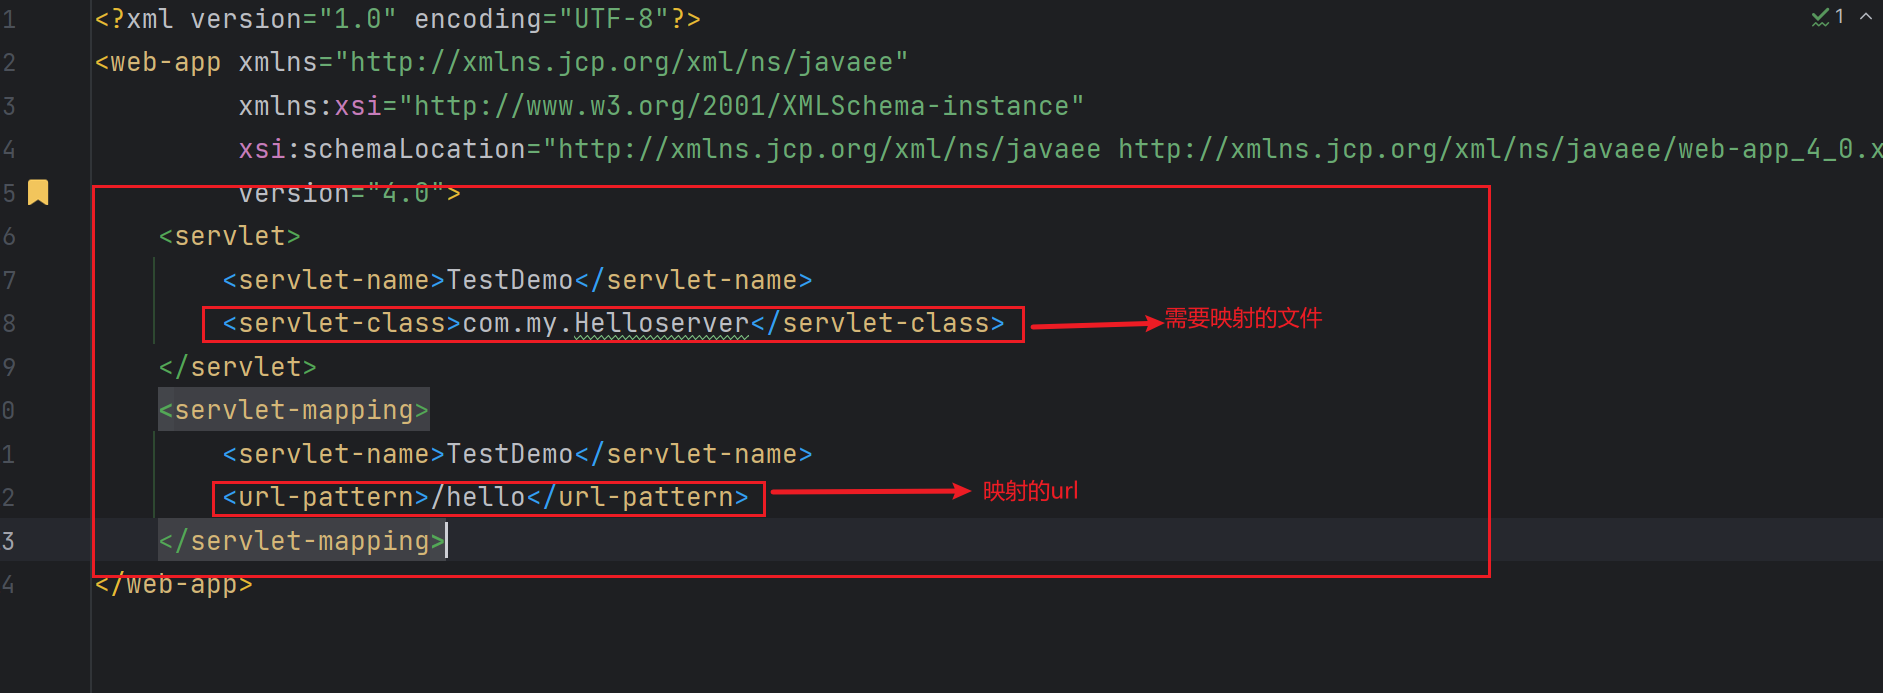 1 <?xml version="1.0" encoding="UTF-8"?> 1
2 <web-app xmlns="http://xmlns.jcp.org/xml/ns/javaee"
3 xmlns:xsi="http://www.w3.org/2001/XMLSchema-instance"
4 xsi:schemaLocation="http://xmlns.jcp.org/xml/ns/javaee http://xmlns.jcp.org/xml/ns/javaee/web-app_4_0.x
5 version="4.0">
6 <servlet>
7 <servlet-name>TestDemo</servlet-name>
8 <servlet-class>com.my.Helloserver</servlet-class> 需要映射的文件
9 </servlet>
0 <servlet-mapping>
1 <servlet-name>TestDemo</servlet-name>
2 <url-pattern>/hello</url-pattern> 映射的url
3 </servlet-mapping>
4 </web-app>